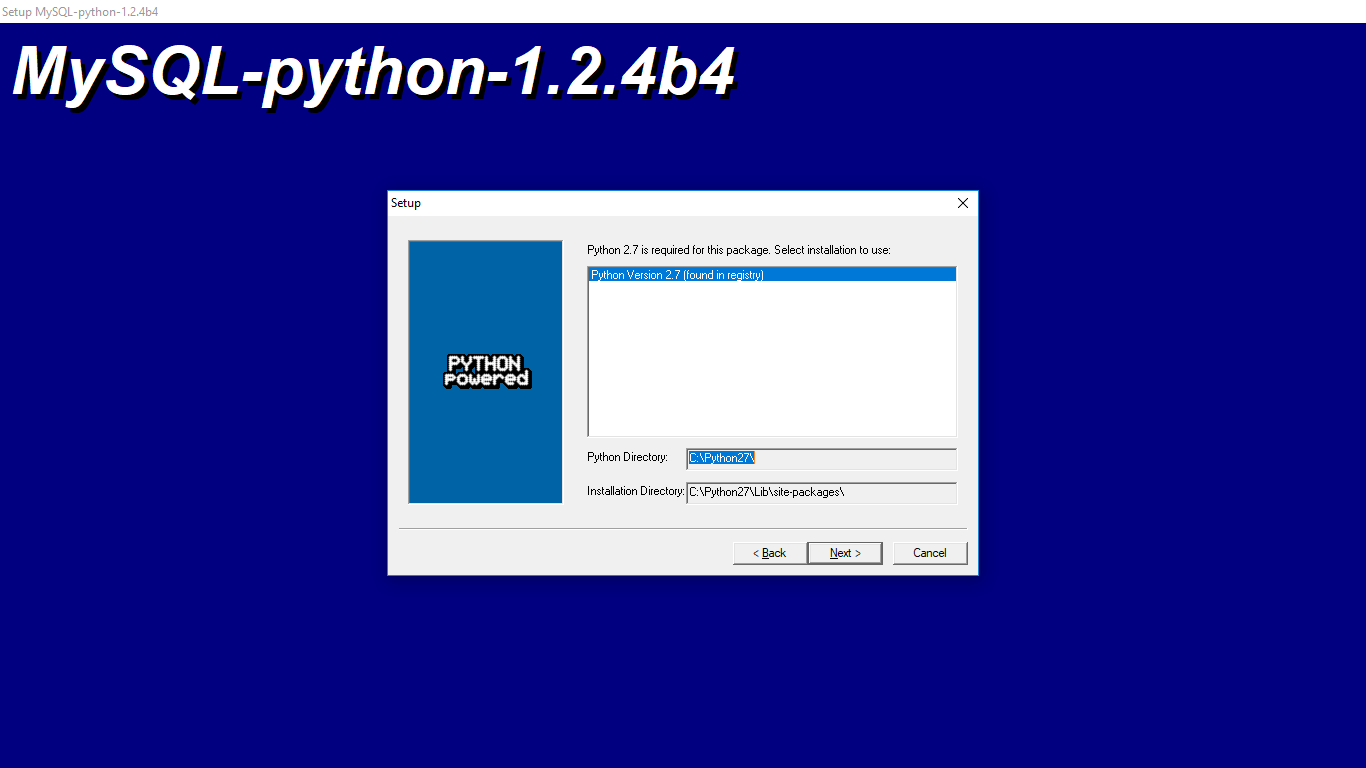 Setup MySQL-python-1.2.4b4
MySQL-python-1.2.4b4
Setup
Python 2.7 is required for this package. Select installation to use:
Python Version 2.7 (found in registry)
PYTHON
powered
Python Directory: C:\Python27\
Installation Directory: C:\Python27\Lib\site-packages\
< Back Next > Cancel